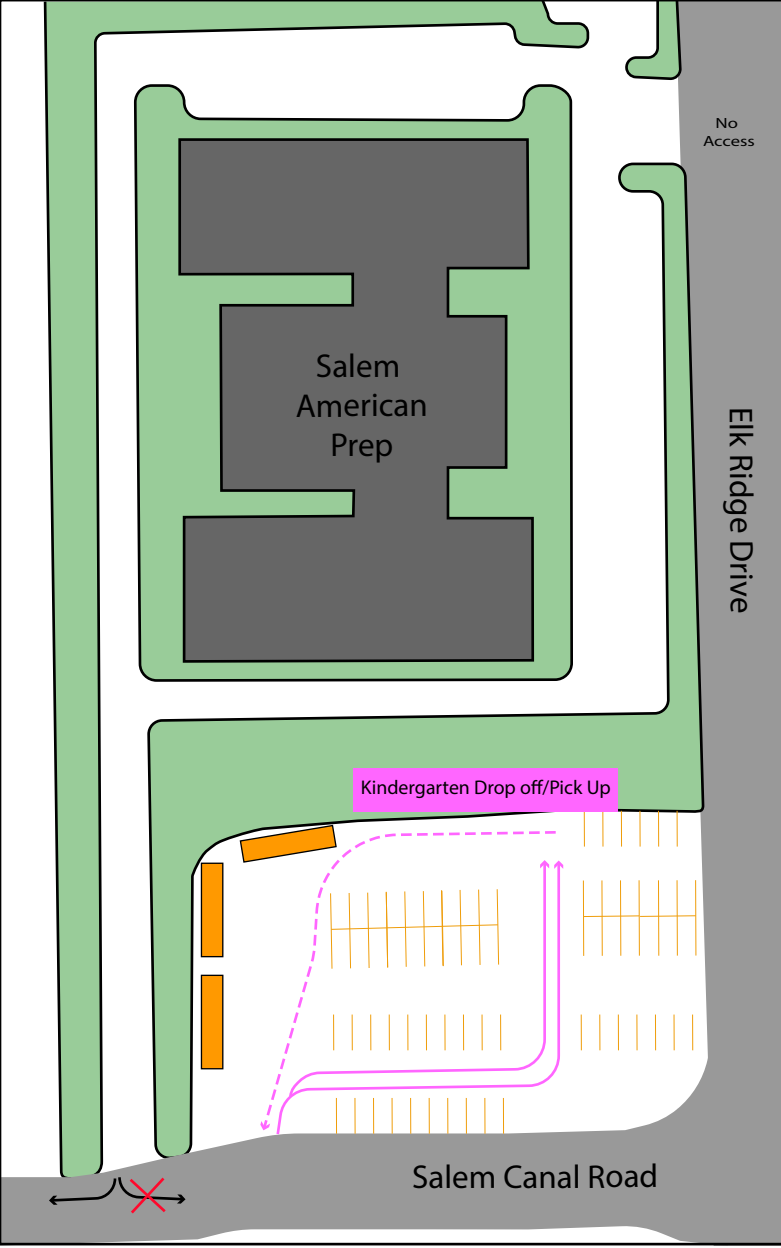 No
Access
Salem
American
Prep
Elk Ridge Drive
Kindergarten Drop off/Pick Up
Salem Canal Road